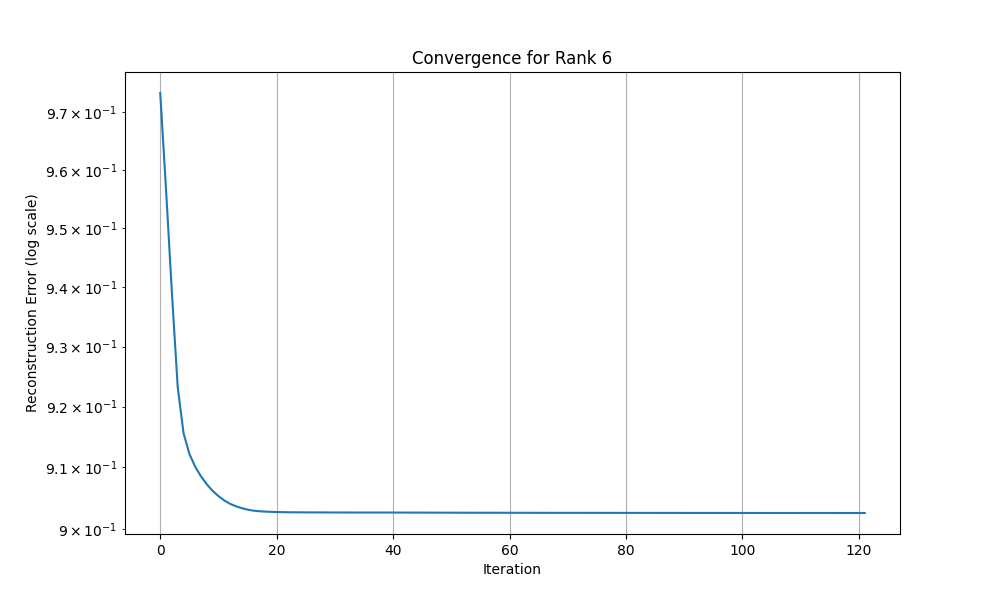 Convergence for Rank 6
Reconstruction Error (log scale)
9.7 × 10⁻¹
9.6 × 10⁻¹
9.5 × 10⁻¹
9.4 × 10⁻¹
9.3 × 10⁻¹
9.2 × 10⁻¹
9.1 × 10⁻¹
9 × 10⁻¹
0 20 40 60 80 100 120
Iteration